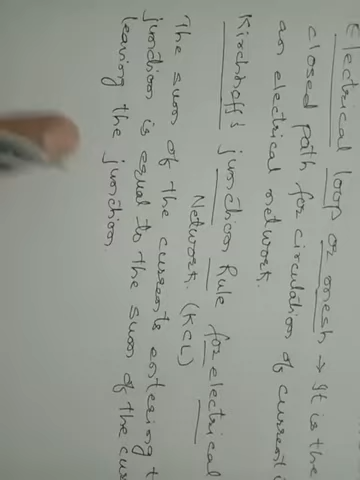 Electrical loop or mesh → It is the
closed path for circulation of current
an electrical network.
Kirchhoff's junction Rule for electrical
Network (KCL)
The sum of the currents entering
junction is equal to the sum of the
leaving the junction.